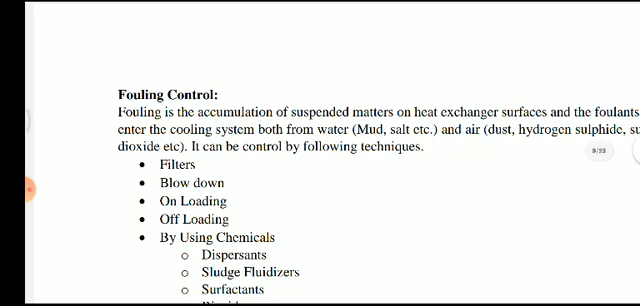 Fouling Control:
Fouling is the accumulation of suspended matters on heat exchanger surfaces and the foulants
enter the cooling system both from water (Mud, salt etc.) and air (dust, hydrogen sulphide,
dioxide etc). It can be control by following techniques.
9/23
• Filters
• Blow down
• On Loading
• Off Loading
• By Using Chemicals
o Dispersants
o Sludge Fluidizers
o Surfactants